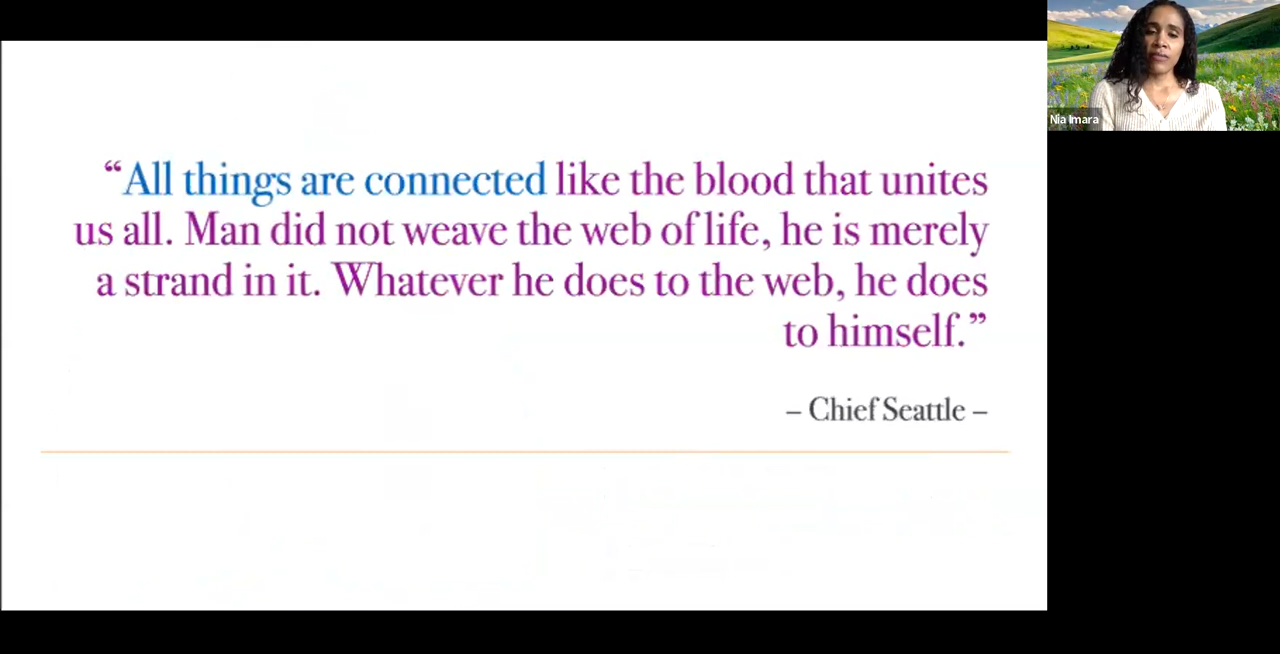 “All things are connected like the blood that unites
us all. Man did not weave the web of life, he is merely
a strand in it. Whatever he does to the web, he does
to himself.”
– Chief Seattle –
Nia Imara